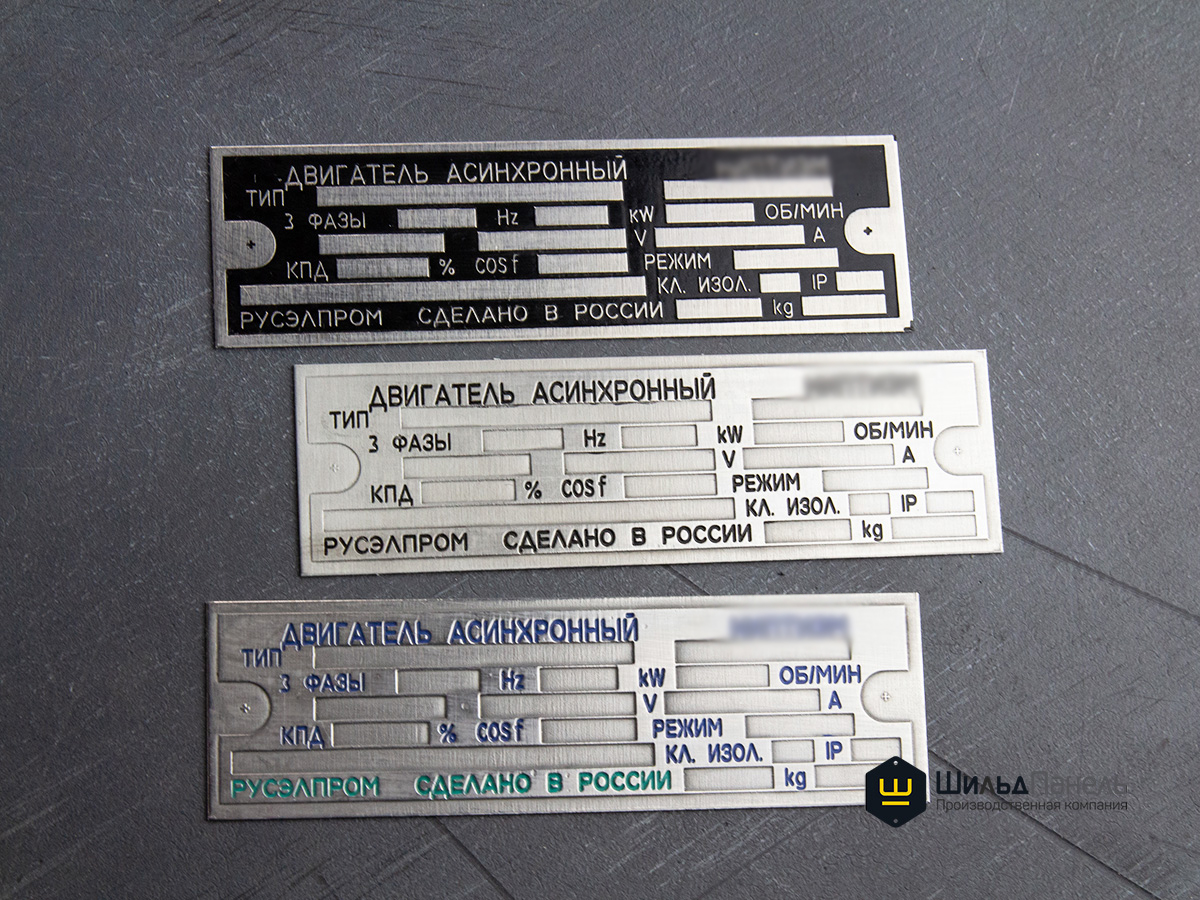 ДВИГАТЕЛЬ АСИНХРОННЫЙ
ТИП
3 ФАЗЫ Hz kW ОБ/МИН
V A
КПД % COSf РЕЖИМ
КЛ. ИЗОЛ. IP
РУСЭЛПРОМ СДЕЛАНО В РОССИИ kg
ДВИГАТЕЛЬ АСИНХРОННЫЙ
ТИП
3 ФАЗЫ Hz kW ОБ/МИН
V A
КПД % COSf РЕЖИМ
КЛ. ИЗОЛ. IP
РУСЭЛПРОМ СДЕЛАНО В РОССИИ kg
ДВИГАТЕЛЬ АСИНХРОННЫЙ
ТИП
3 ФАЗЫ Hz kW ОБ/МИН
V A
КПД % COSf РЕЖИМ
КЛ. ИЗОЛ. IP
РУСЭЛПРОМ СДЕЛАНО В РОССИИ kg
ШильдПанель
Производственная компания